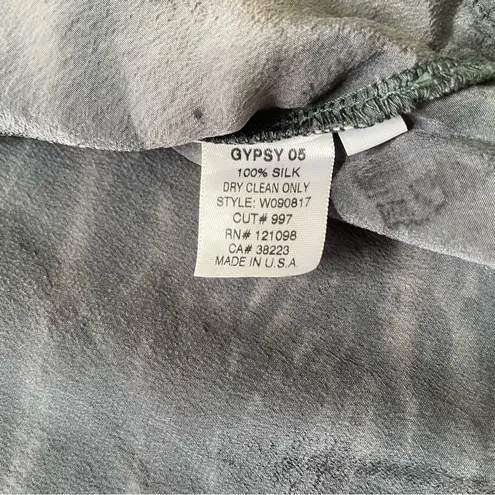 GYPSY 05
100% SILK
DRY CLEAN ONLY
STYLE: W090817
CUT# 997
RN# 121098
CA# 38223
MADE IN U.S.A